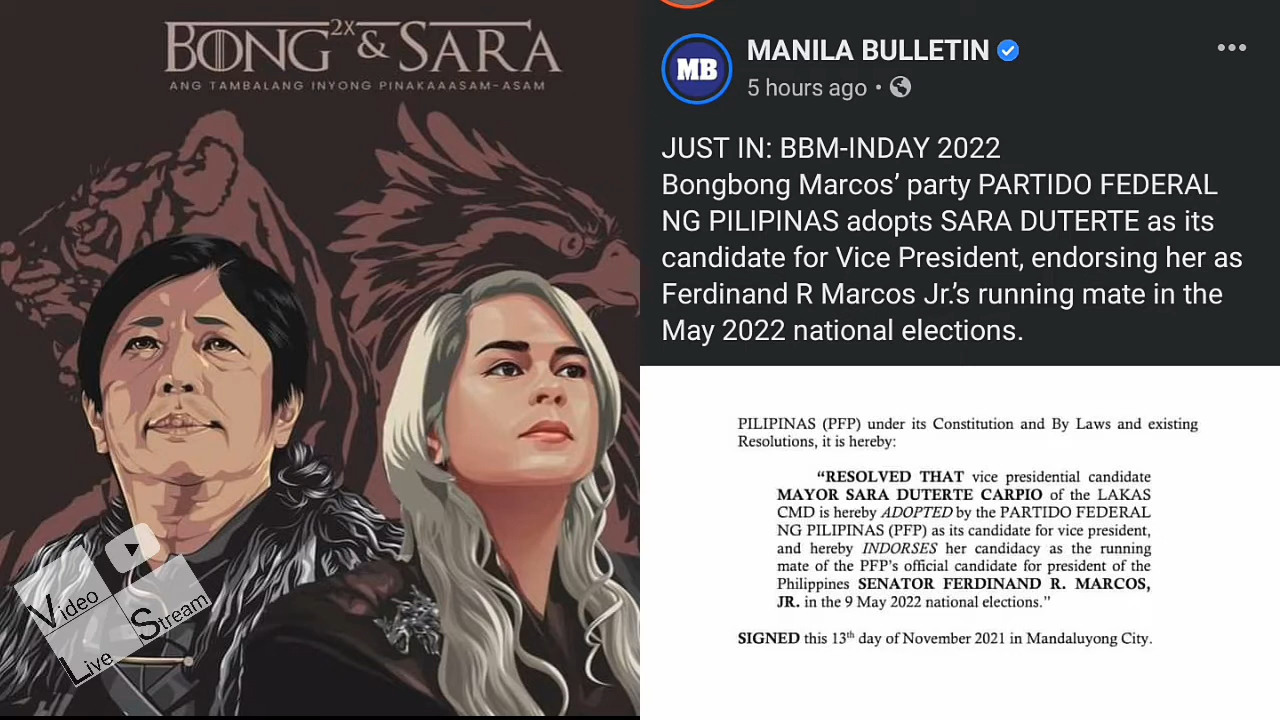 BONG 2X & SARA
ANG TAMBALANG INYONG PINAKAAASAM-ASAM
Video
Live Stream
MB
MANILA BULLETIN
5 hours ago •
JUST IN: BBM-INDAY 2022
Bongbong Marcos’ party PARTIDO FEDERAL
NG PILIPINAS adopts SARA DUTERTE as its
candidate for Vice President, endorsing her as
Ferdinand R Marcos Jr.’s running mate in the
May 2022 national elections.
PILIPINAS (PFP) under its Constitution and By Laws and existing
Resolutions, it is hereby:
“RESOLVED THAT vice presidential candidate
MAYOR SARA DUTERTE CARPIO of the LAKAS
CMD is hereby ADOPTED by the PARTIDO FEDERAL
NG PILIPINAS (PFP) as its candidate for vice president,
and hereby INDORSES her candidacy as the running
mate of the PFP’s official candidate for president of the
Philippines SENATOR FERDINAND R. MARCOS,
JR. in the 9 May 2022 national elections.”
SIGNED this 13th day of November 2021 in Mandaluyong City.